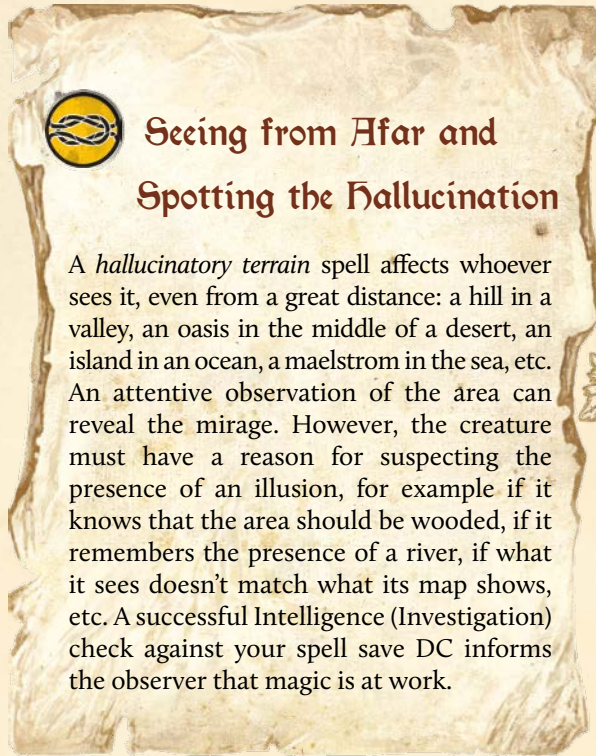 Seeing from Afar and
Spotting the Hallucination
A hallucinatory terrain spell affects whoever
sees it, even from a great distance: a hill in a
valley, an oasis in the middle of a desert, an
island in an ocean, a maelstrom in the sea, etc.
An attentive observation of the area can
reveal the mirage. However, the creature
must have a reason for suspecting the
presence of an illusion, for example if it
knows that the area should be wooded, if it
remembers the presence of a river, if what
it sees doesn’t match what its map shows,
etc. A successful Intelligence (Investigation)
check against your spell save DC informs
the observer that magic is at work.